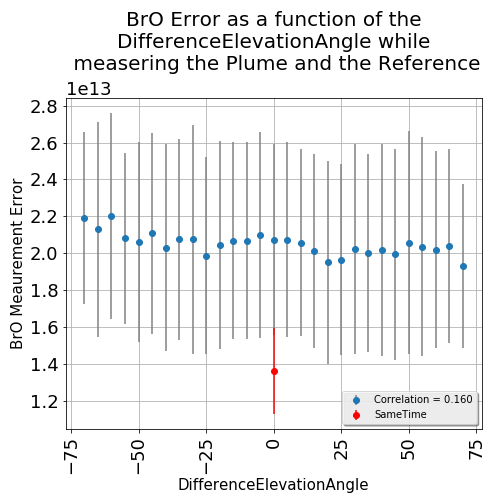 BrO Error as a function of the
DifferenceElevationAngle while
measering the Plume and the Reference
1e13
2.8
2.6
2.4
2.2
2.0
1.8
1.6
1.4
1.2
BrO Meaurement Error
−75
−50
−25
0
25
50
75
DifferenceElevationAngle
Correlation = 0.160
SameTime